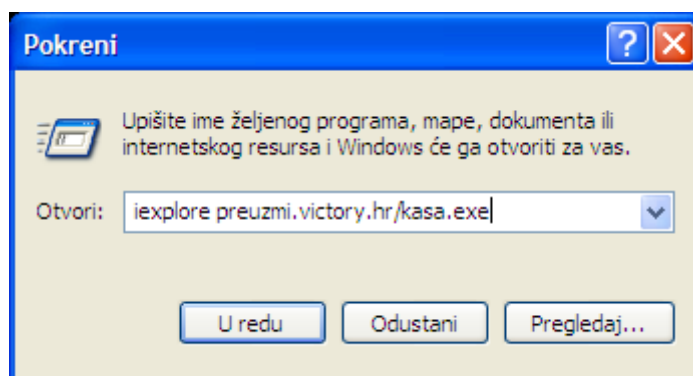 Pokreni
Upišite ime željenog programa, mape, dokumenta ili
internetskog resursa i Windows će ga otvoriti za vas.
Otvori: iexplore preuzmi.victory.hr/kasa.exe
U redu Odustani Pregledaj...